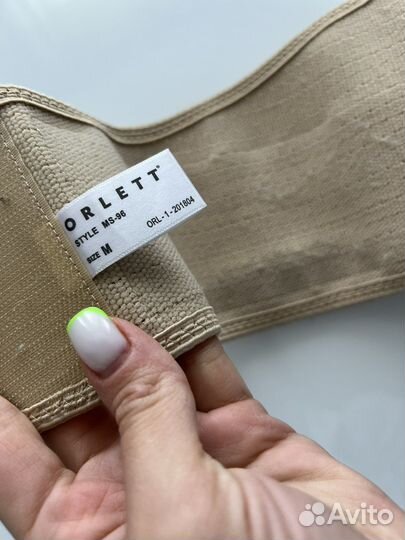 ORLETT®
STYLE MS-96
SIZE M
ORL-1-201804
Avito